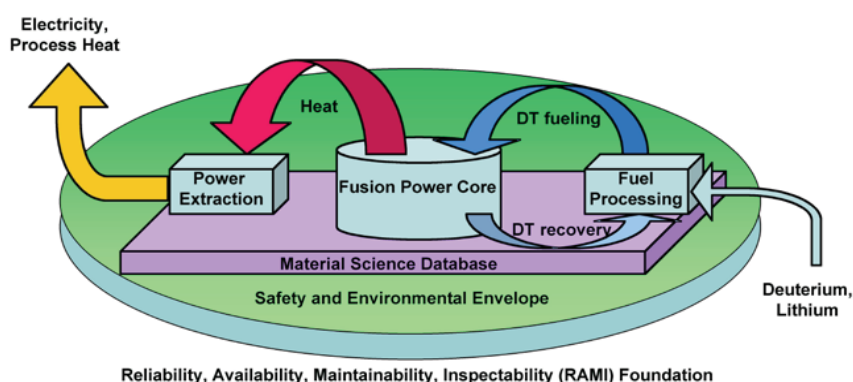 Electricity,
Process Heat
Heat
DT fueling
Power
Extraction
Fusion Power Core
Fuel
Processing
DT recovery
Material Science Database
Deuterium,
Lithium
Safety and Environmental Envelope
Reliability, Availability, Maintainability, Inspectability (RAMI) Foundation